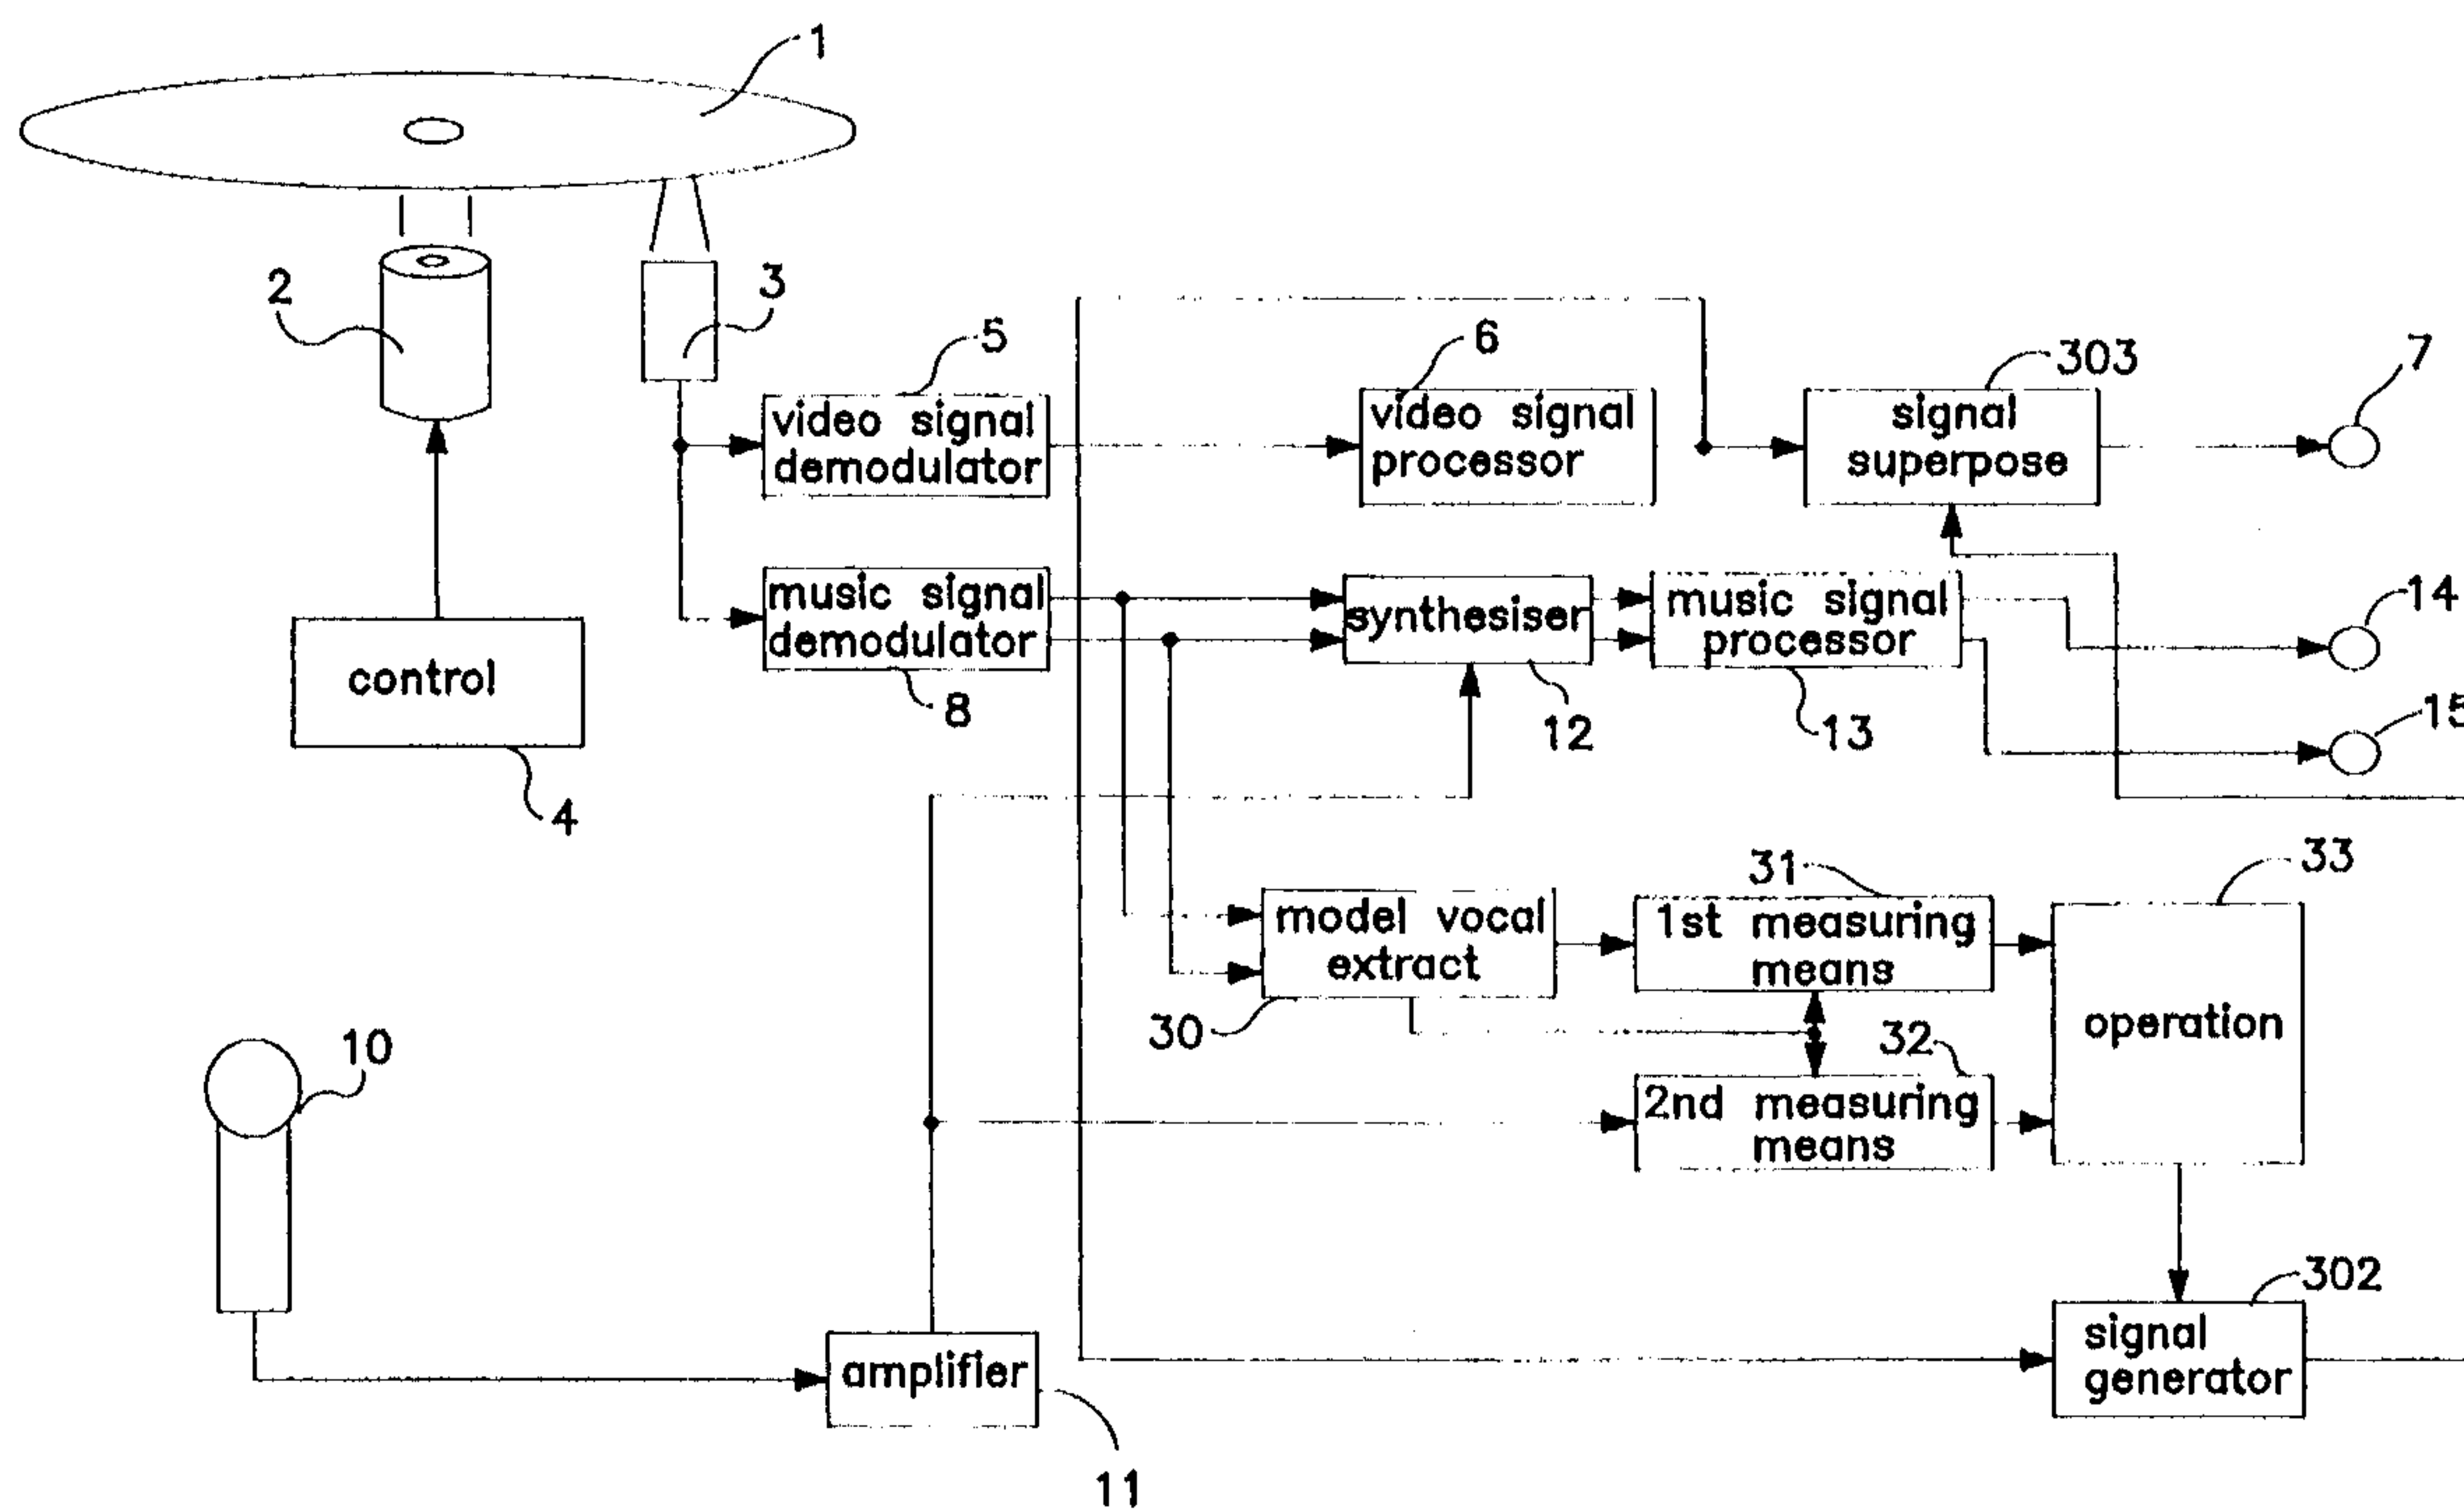 1
2
3
5
6
303
7
video signal
demodulator
video signal
processor
signal
superpose
music signal
demodulator
synthesiser
music signal
processor
14
control
8
12
13
15
4
31
33
model vocal
extract
1st measuring
means
operation
30
32
10
2nd measuring
means
302
signal
generator
amplifier
11